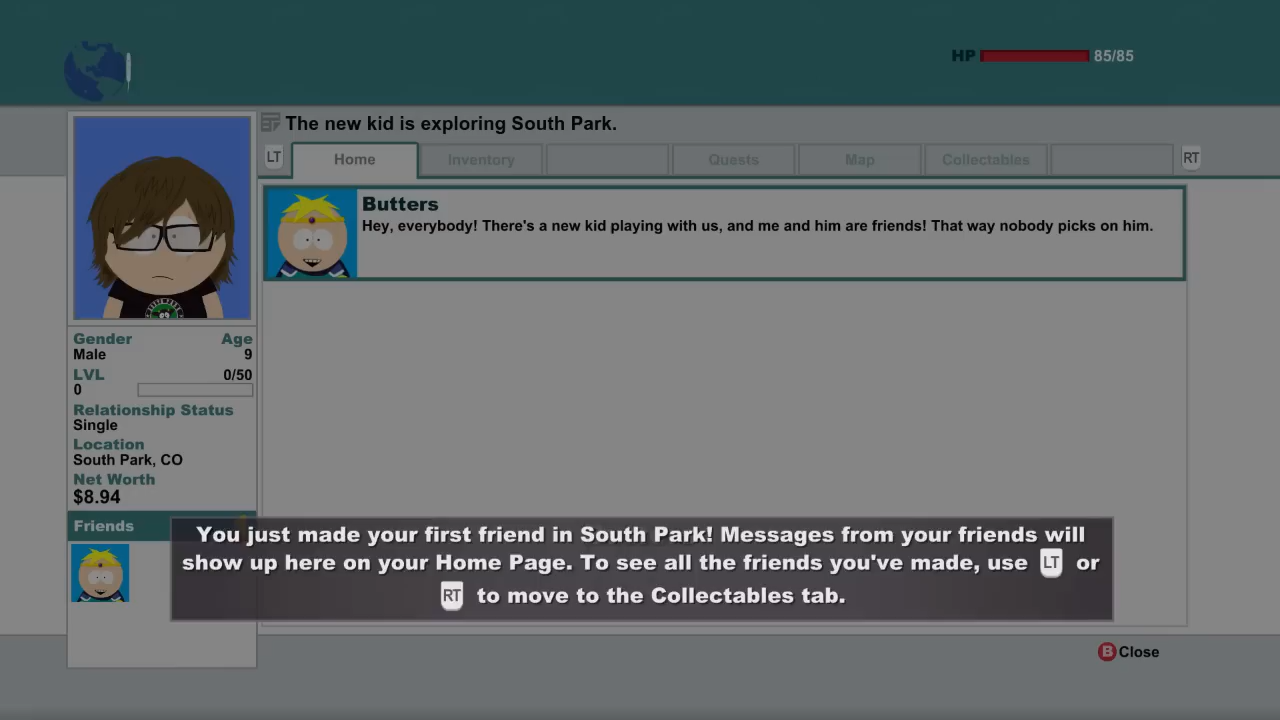 HP 85/85
The new kid is exploring South Park.
LT Home Inventory Quests Map Collectables RT
Butters
Hey, everybody! There's a new kid playing with us, and me and him are friends! That way nobody picks on him.
Gender Age
Male 9
LVL 0/50
0
Relationship Status
Single
Location
South Park, CO
Net Worth
$8.94
Friends
You just made your first friend in South Park! Messages from your friends will
show up here on your Home Page. To see all the friends you've made, use LT or
RT to move to the Collectables tab.
B Close